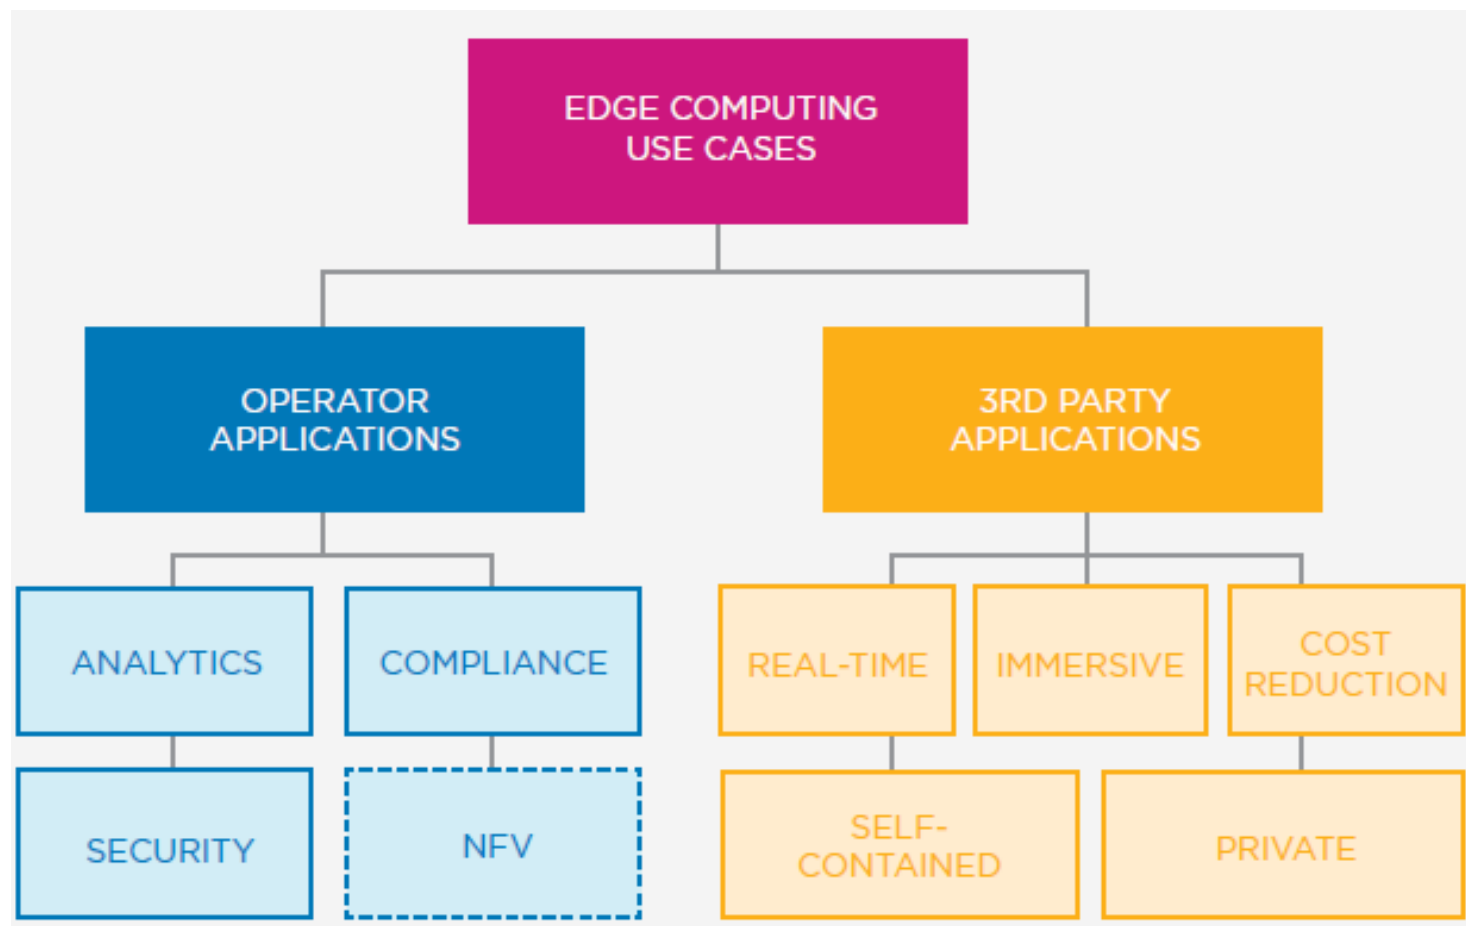 EDGE COMPUTING
USE CASES
OPERATOR
APPLICATIONS
3RD PARTY
APPLICATIONS
ANALYTICS
COMPLIANCE
REAL-TIME
IMMERSIVE
COST
REDUCTION
SECURITY
NFV
SELF-
CONTAINED
PRIVATE